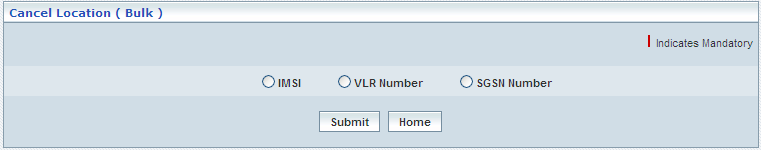 Cancel Location ( Bulk )
Indicates Mandatory
IMSI VLR Number SGSN Number
Submit Home